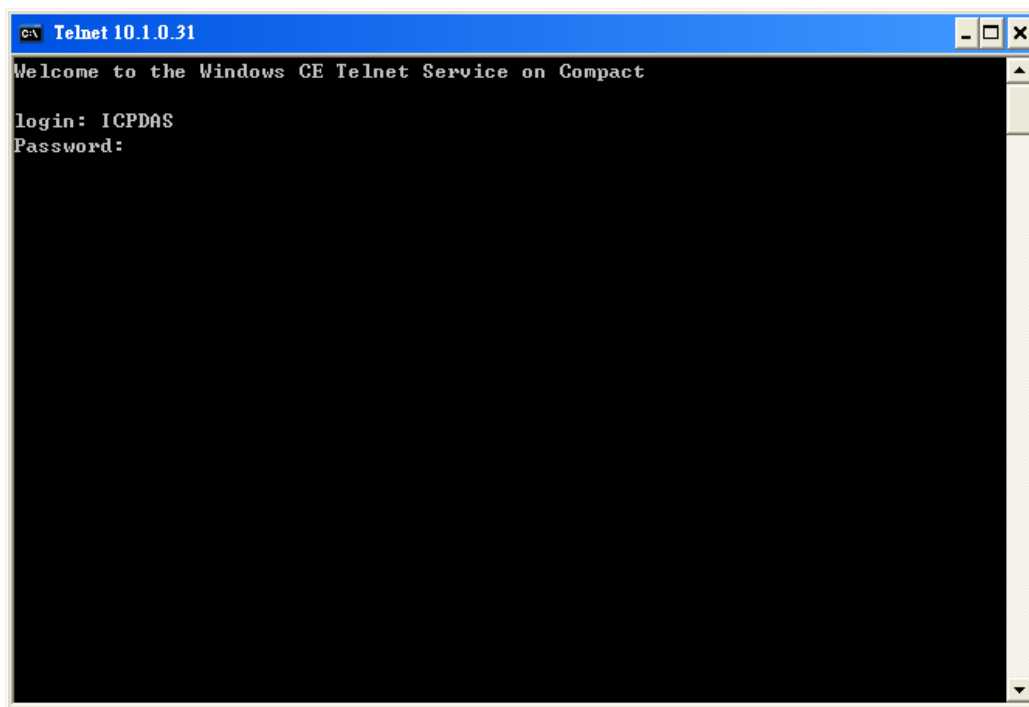 C:\ Telnet 10.1.0.31
Welcome to the Windows CE Telnet Service on Compact
login: ICPDAS
Password: